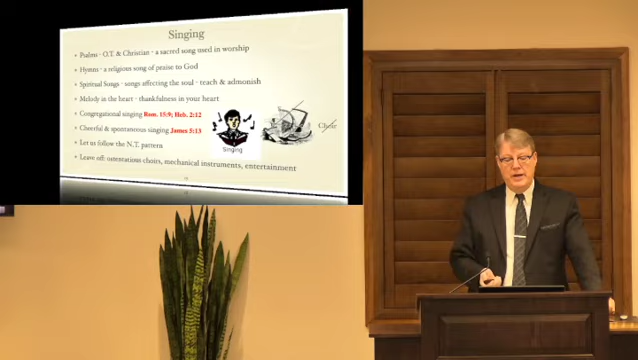 Singing
Psalms - O.T. & Christian - a sacred song used in worship
Hymns - a religious song of praise to God
Spiritual Songs - songs affecting the soul - teach & admonish
Melody in the heart - thankfulness in your heart
Congregational singing Rom. 15:9; Heb. 2:12
Cheerful & spontaneous singing James 5:13
Let us follow the N.T. pattern
Leave off: ostentatious choirs, mechanical instruments, entertainment
Singing
Choir